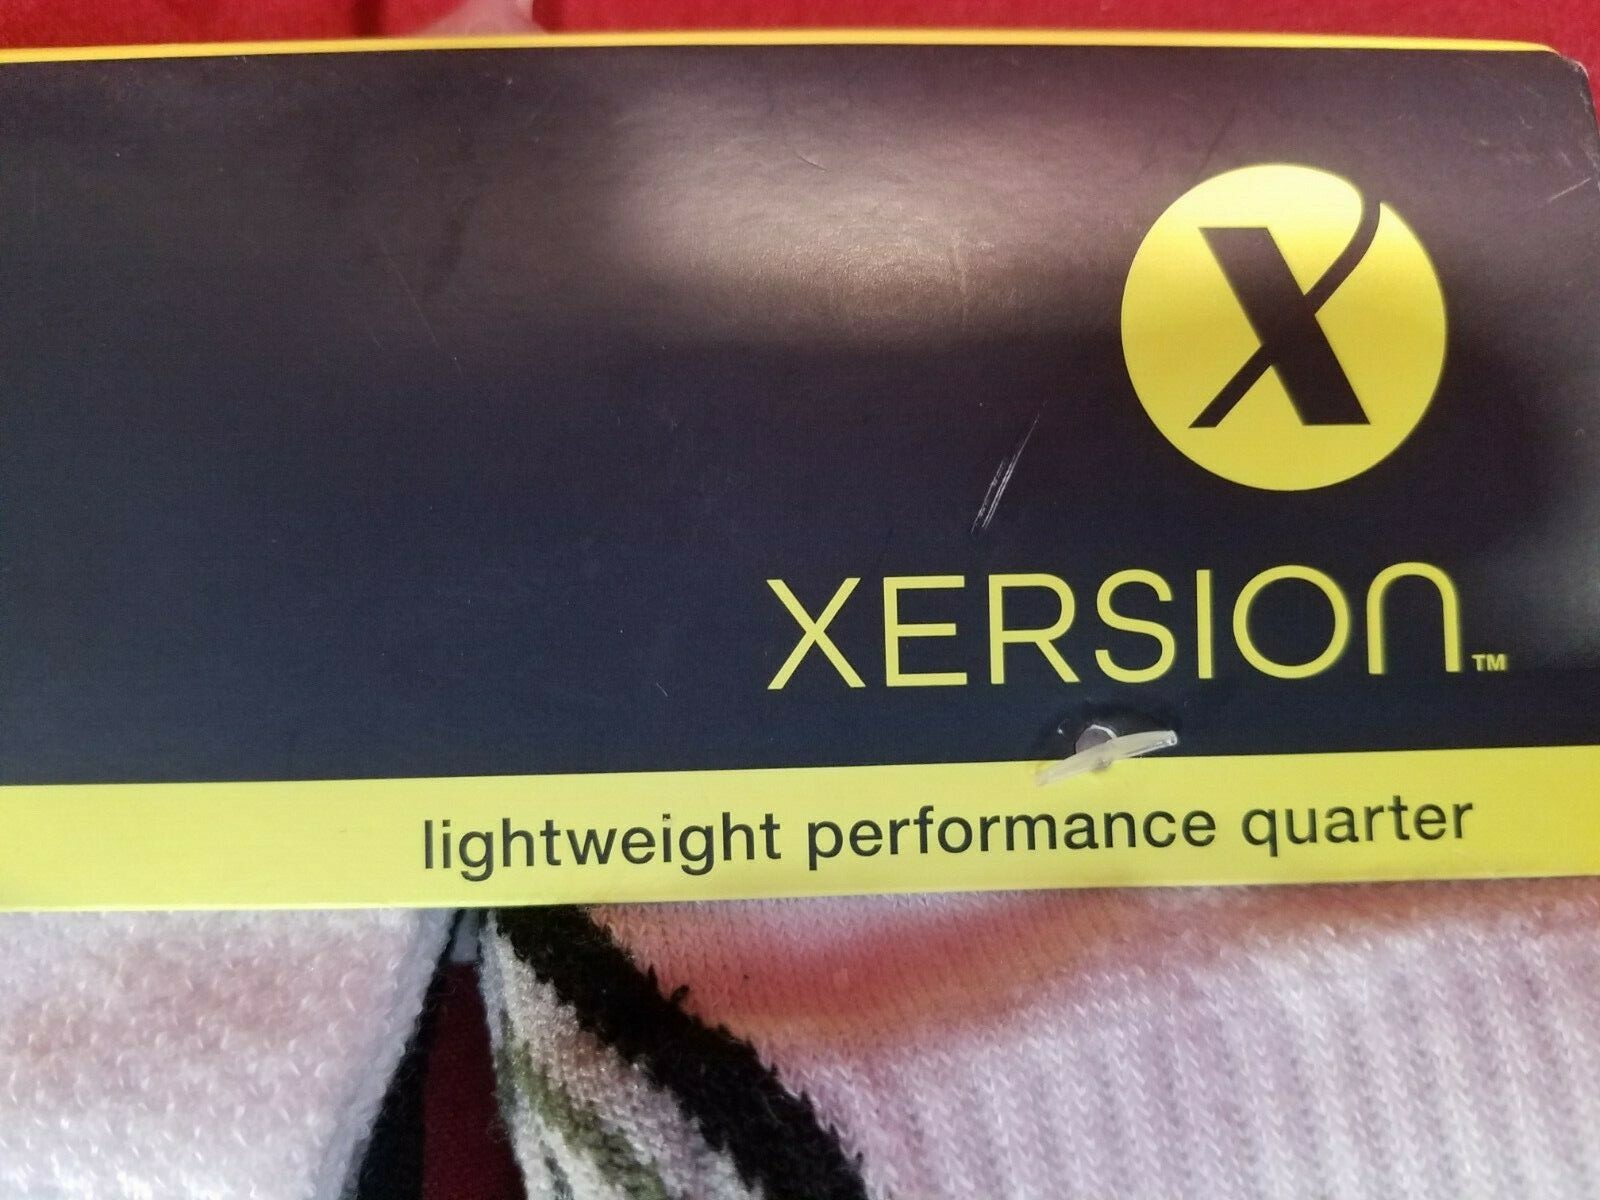 X
XERSION™
lightweight performance quarter